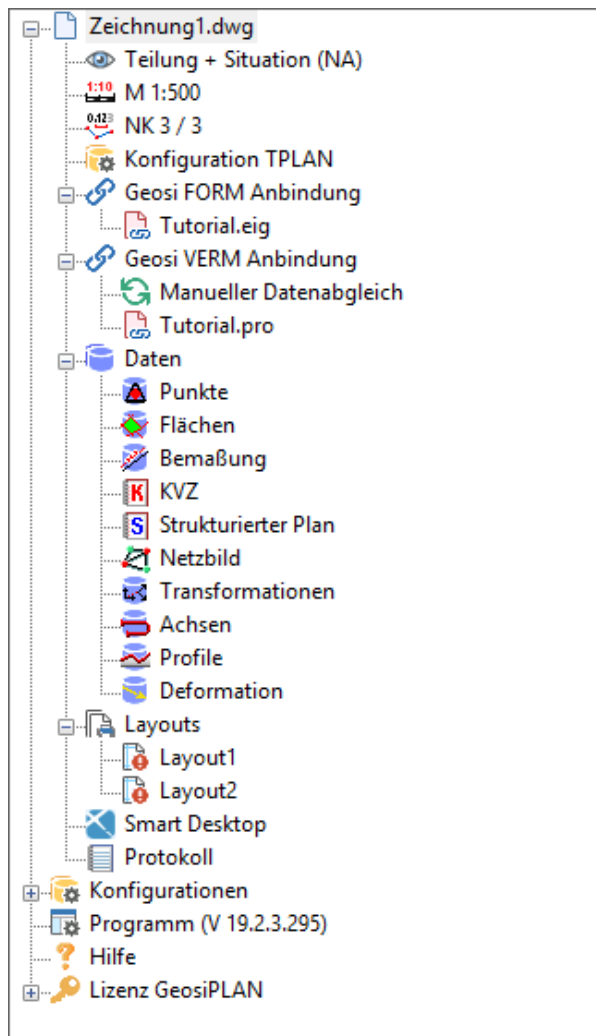 Zeichnung1.dwg
Teilung + Situation (NA)
1:10 M 1:500
0.123 NK 3 / 3
Konfiguration TPLAN
Geosi FORM Anbindung
Tutorial.eig
Geosi VERM Anbindung
Manueller Datenabgleich
Tutorial.pro
Daten
Punkte
Flächen
Bemaßung
K KVZ
S Strukturierter Plan
Netzbild
Transformationen
Achsen
Profile
Deformation
Layouts
Layout1
Layout2
Smart Desktop
Protokoll
Konfigurationen
Programm (V 19.2.3.295)
? Hilfe
Lizenz GeosiPLAN